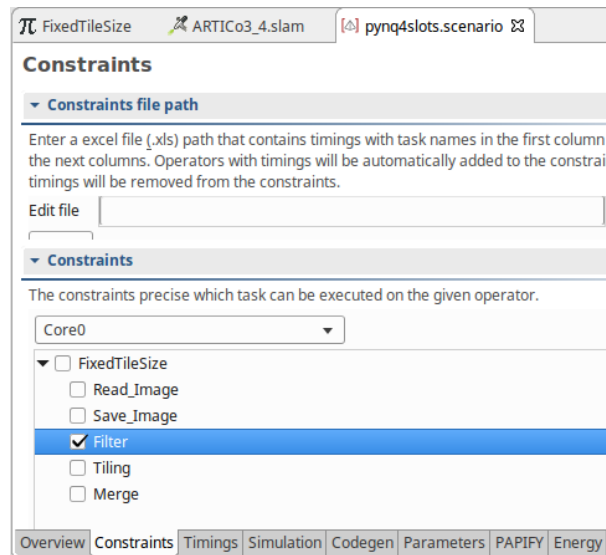 FixedTileSize ARTICo3_4.slam pynq4slots.scenario
Constraints
Constraints file path
Enter a excel file (.xls) path that contains timings with task names in the first column
the next columns. Operators with timings will be automatically added to the constrai
timings will be removed from the constraints.
Edit file
Constraints
The constraints precise which task can be executed on the given operator.
Core0
FixedTileSize
Read_Image
Save_Image
Filter
Tiling
Merge
Overview Constraints Timings Simulation Codegen Parameters PAPIFY Energy